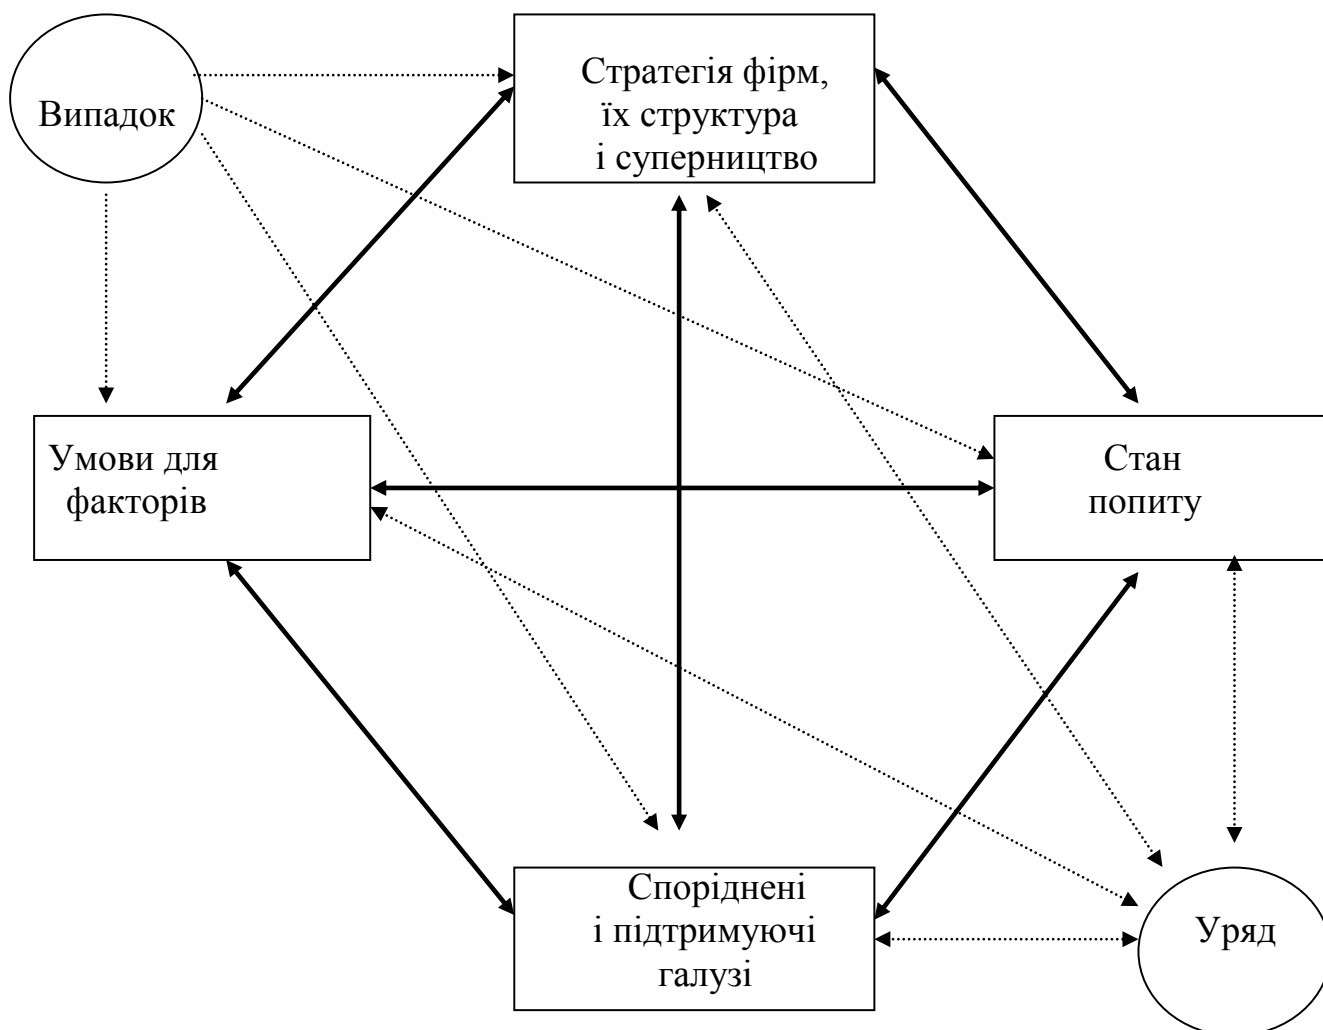 Випадок
Стратегія фірм,
їх структура
і суперництво
Умови для
факторів
Стан
попиту
Споріднені
і підтримуючі
галузі
Уряд